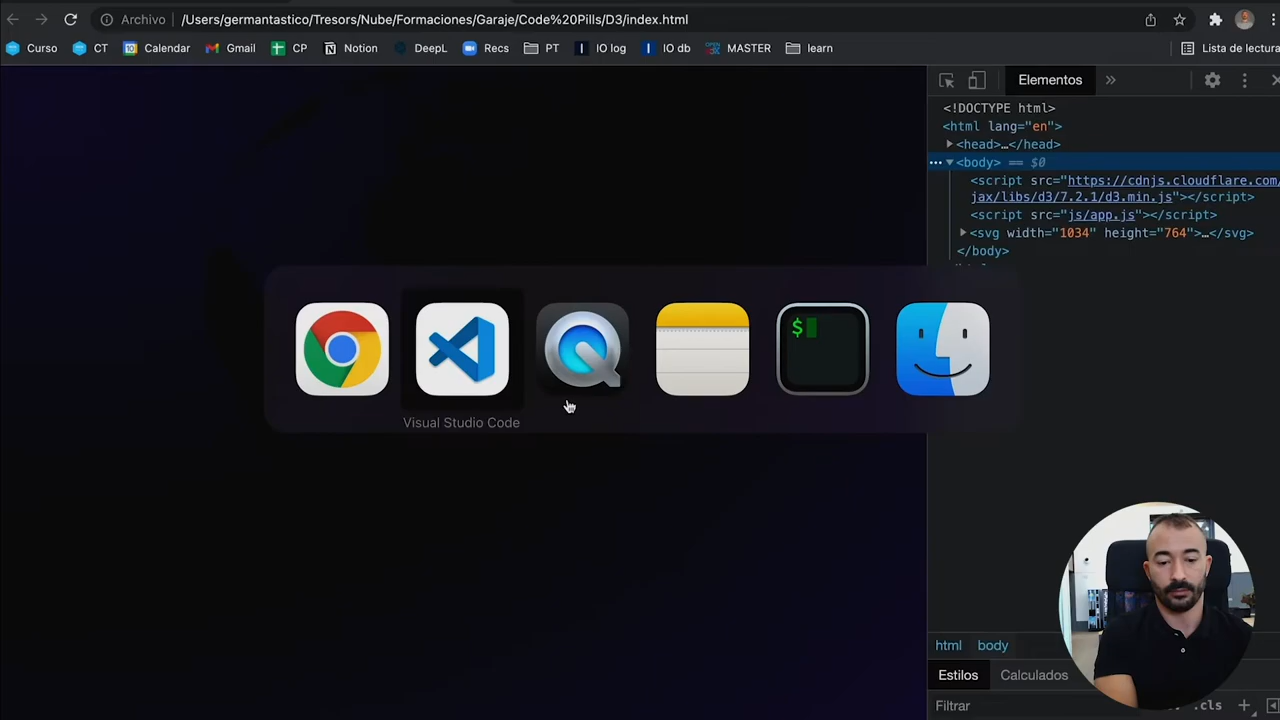 Archivo /Users/germantastico/Tresors/Nube/Formaciones/Garaje/Code%20Pills/D3/index.html
Curso CT Calendar Gmail CP Notion DeepL Recs PT IO log IO db MASTER learn Lista de lectura
Elementos
<!DOCTYPE html>
<html lang="en">
<head>…</head>
<body> == $0
<script src="https://cdnjs.cloudflare.com/
jax/libs/d3/7.2.1/d3.min.js"></script>
<script src="js/app.js"></script>
<svg width="1034" height="764">…</svg>
</body>
$
Visual Studio Code
html body
Estilos Calculados
Filtrar .cls